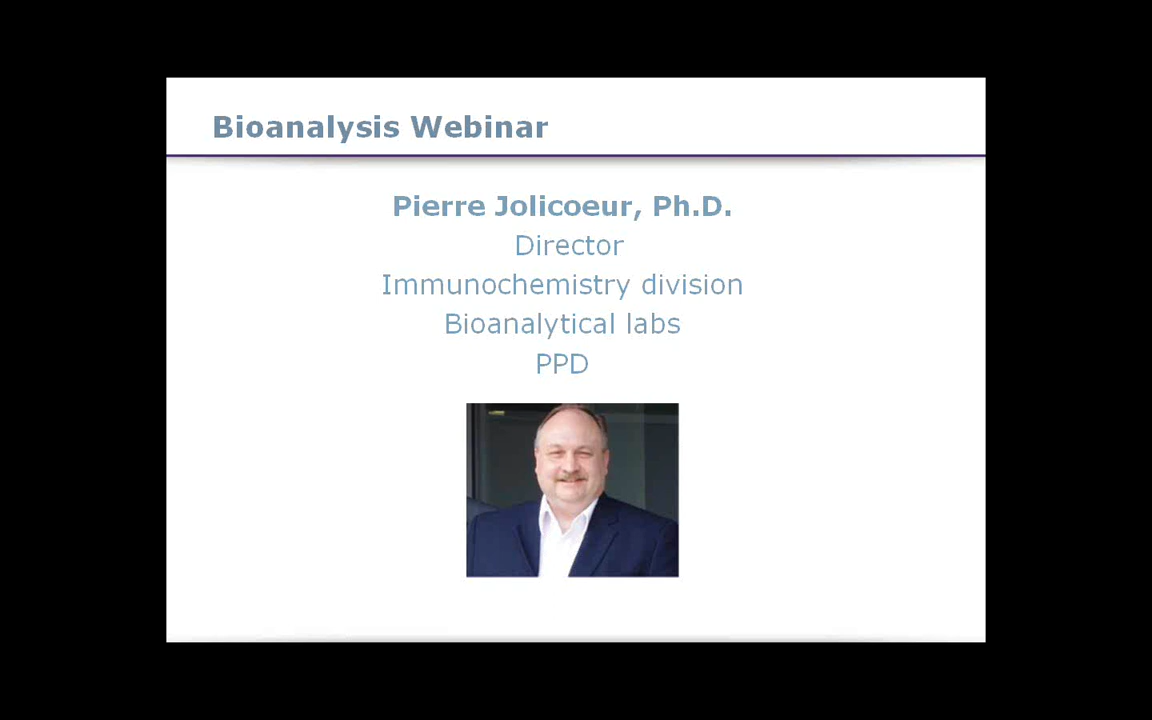 Bioanalysis Webinar
Pierre Jolicoeur, Ph.D.
Director
Immunochemistry division
Bioanalytical labs
PPD